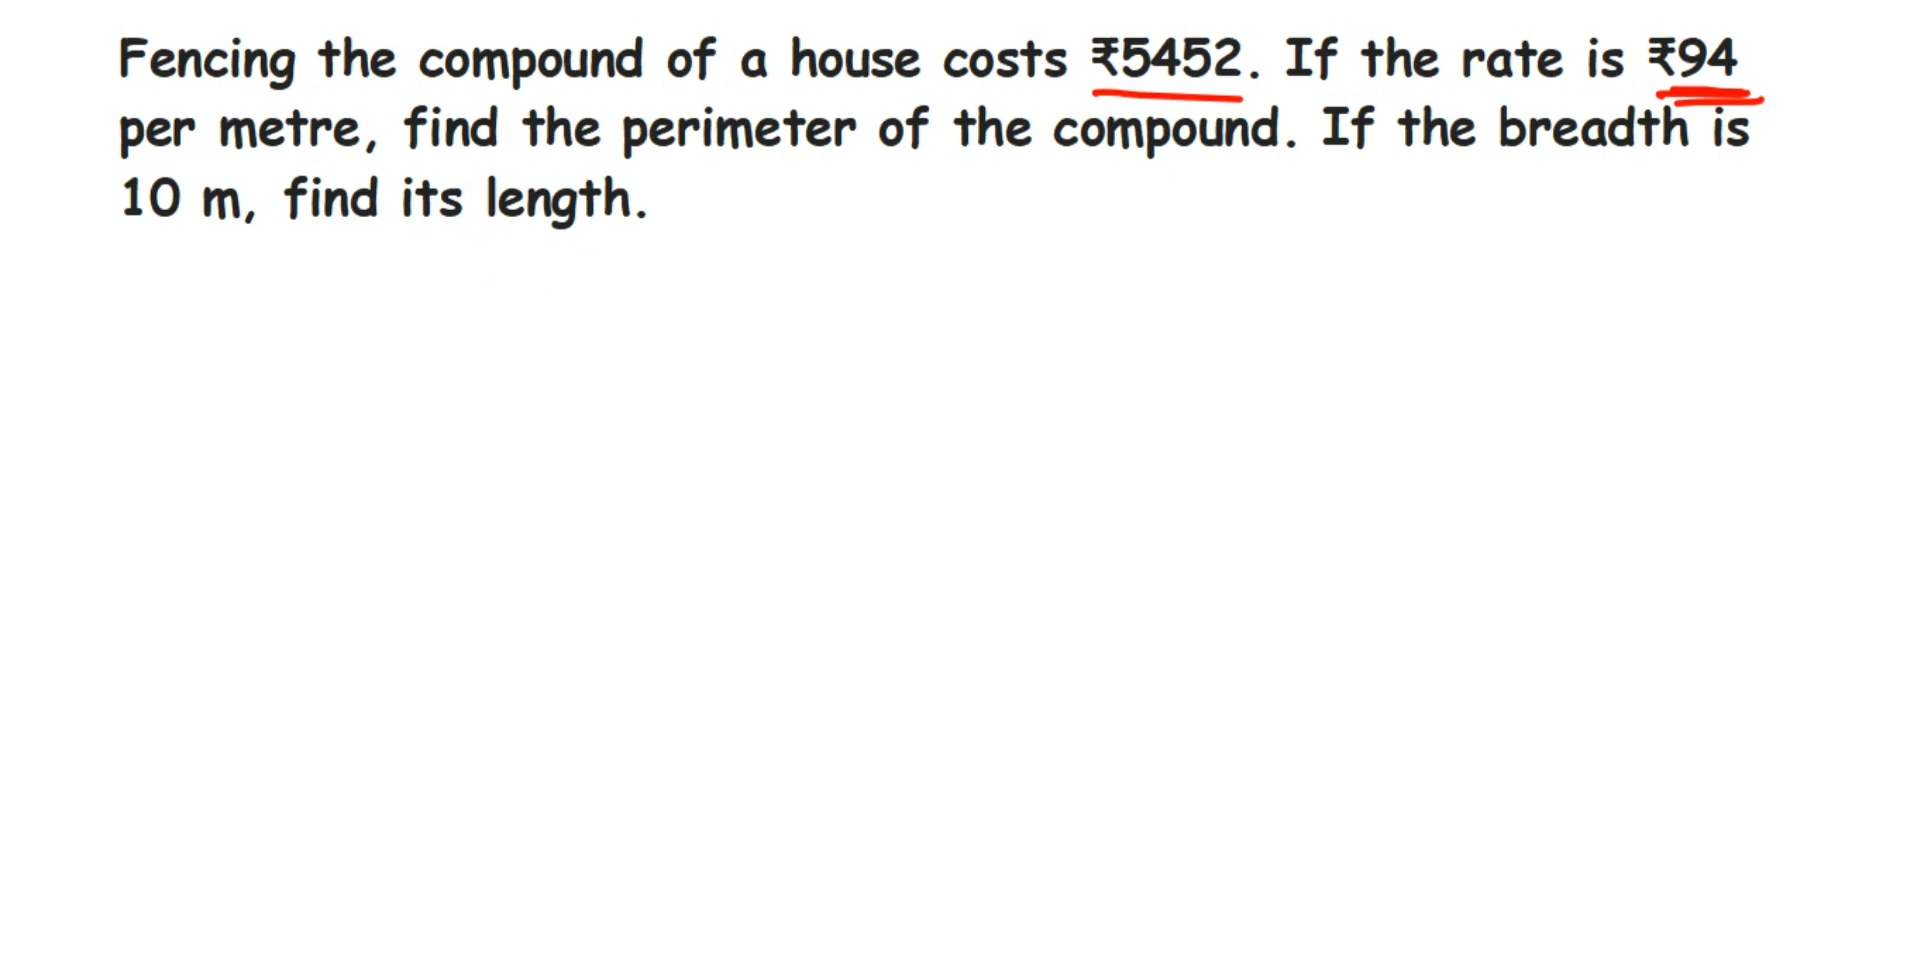 Fencing the compound of a house costs ₹5452. If the rate is ₹94
per metre, find the perimeter of the compound. If the breadth is
10 m, find its length.